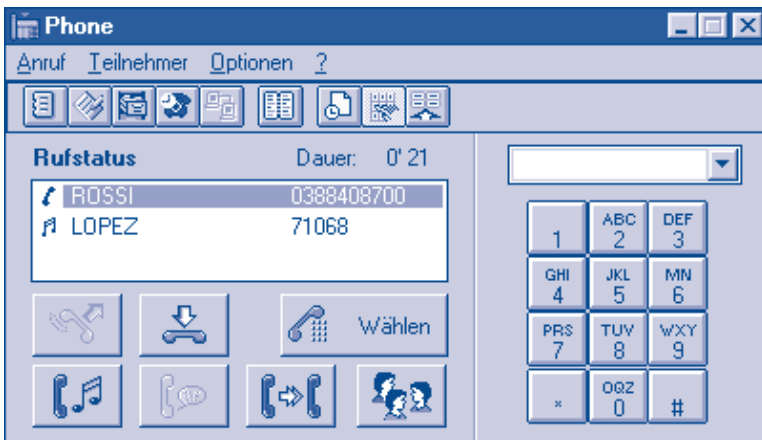 Phone
Anruf Teilnehmer Optionen ?
Rufstatus Dauer: 0' 21
ROSSI 0388408700
LOPEZ 71068
Wählen
1 ABC 2 DEF 3
GHI 4 JKL 5 MN 6
PRS 7 TUV 8 WXY 9
* OQZ 0 #